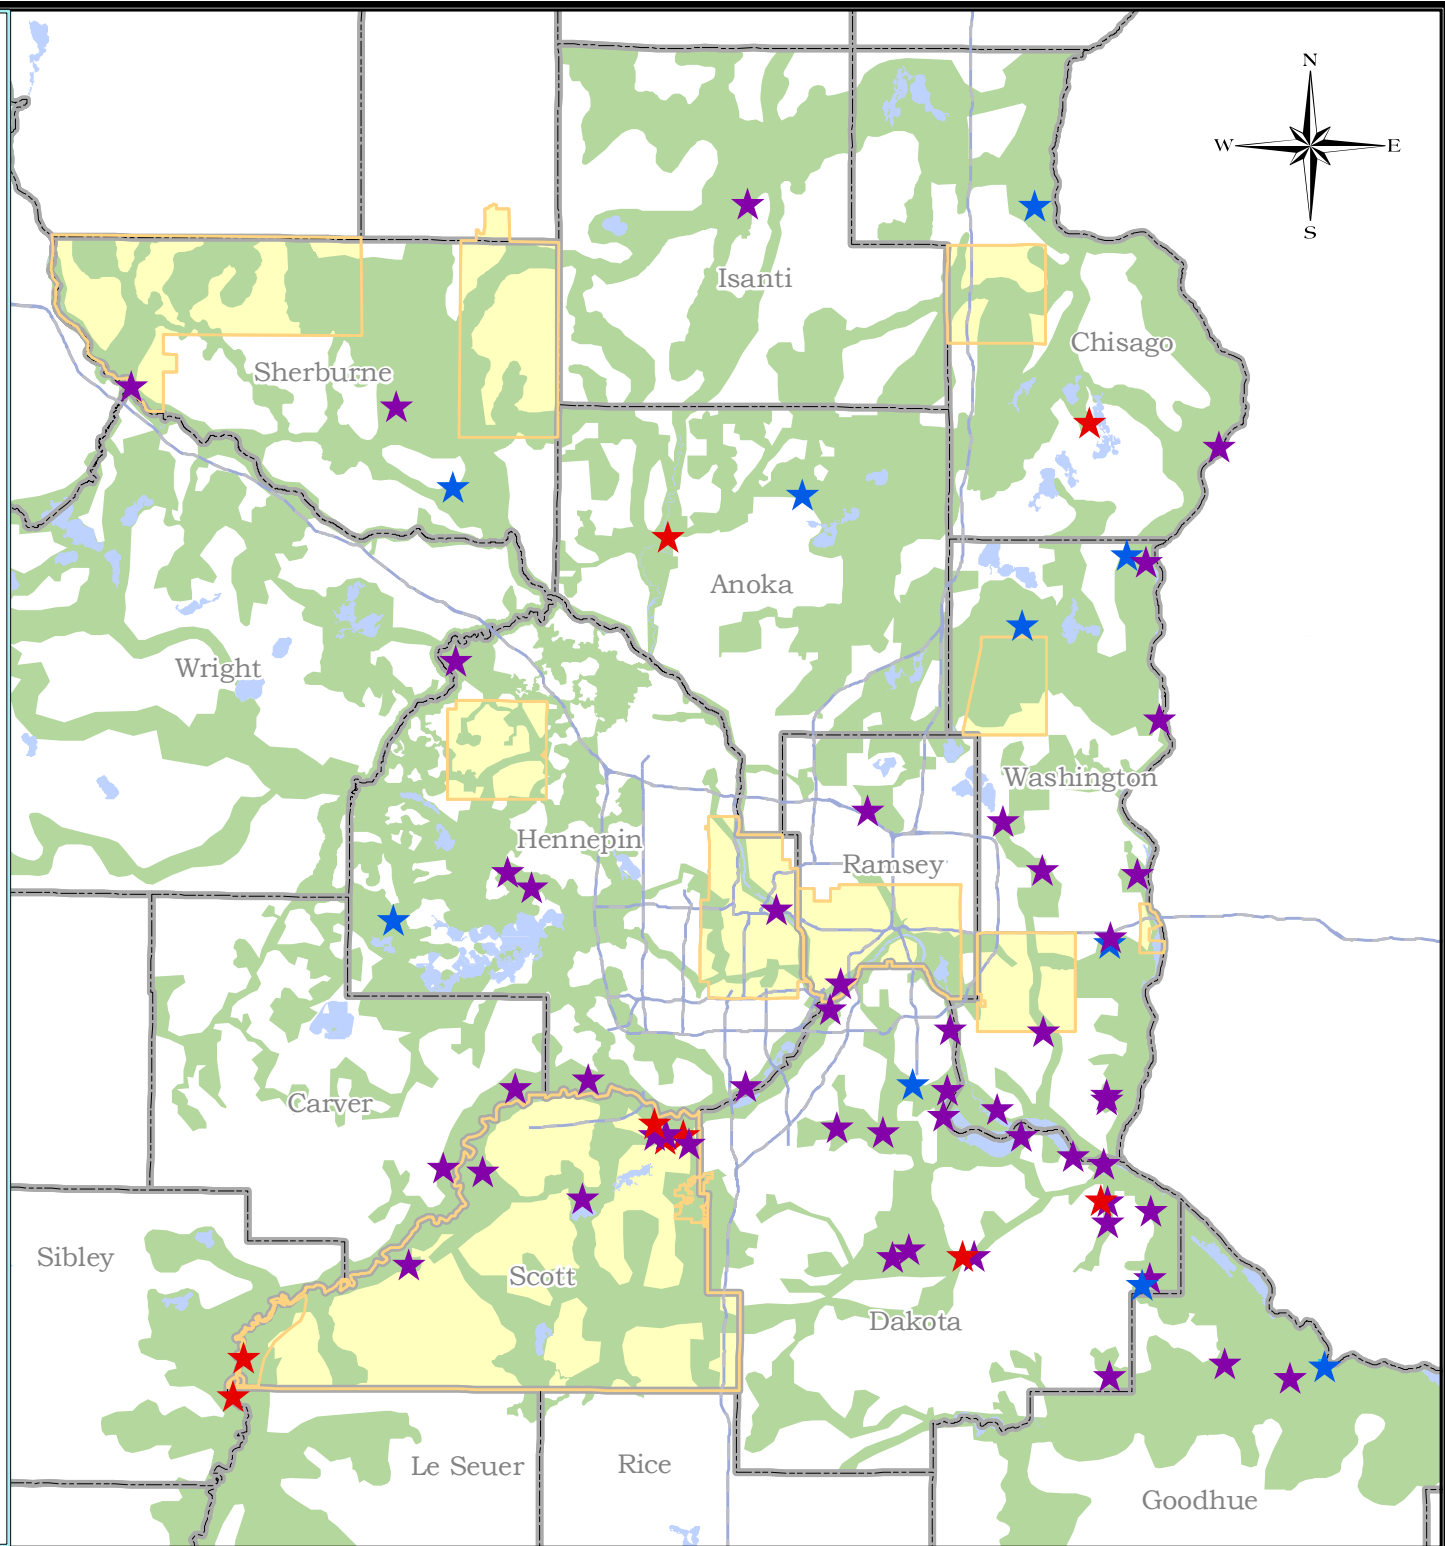 N
W E
S
Isanti
Chisago
Sherburne
Anoka
Wright
Washington
Hennepin
Ramsey
Carver
Sibley
Scott
Dakota
Le Seuer
Rice
Goodhue